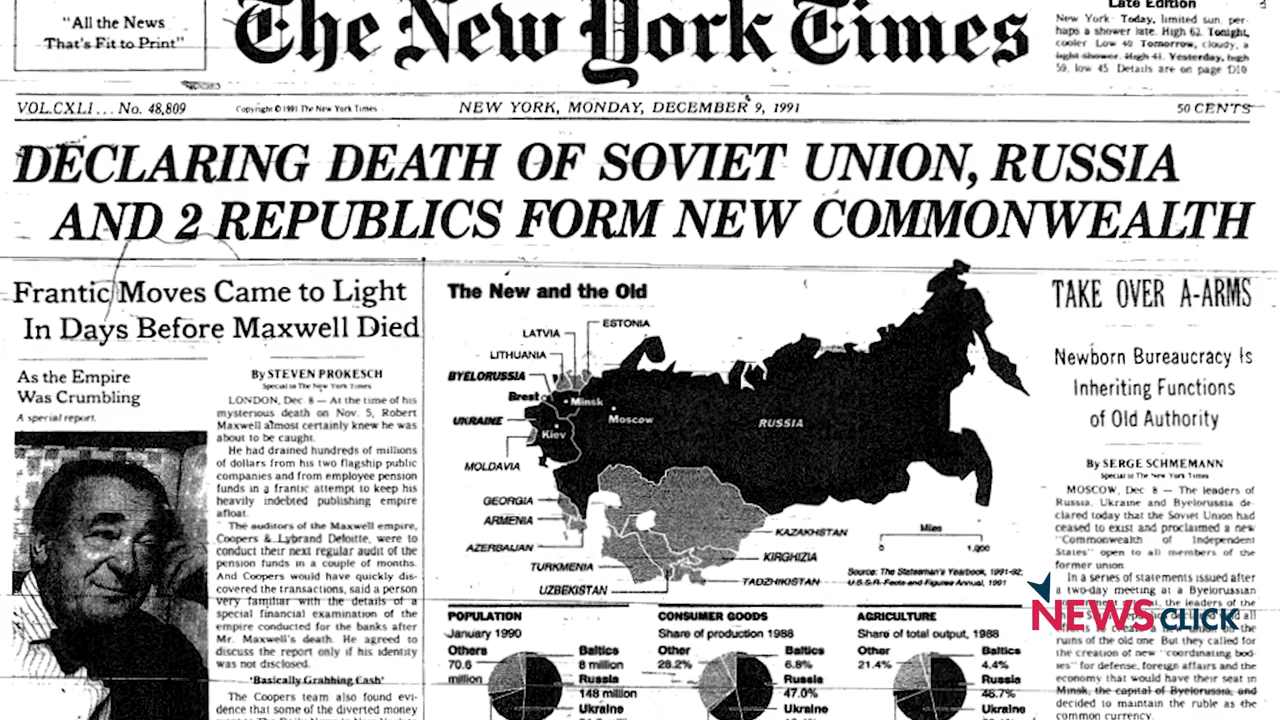 "All the News
That's Fit to Print"
The New York Times
Late Edition
New York: Today, limited sun, per-
haps a shower late. High 62. Tonight,
cooler. Low 40. Tomorrow, cloudy, a
light shower. High 41. Yesterday, high
59, low 45. Details are on page D10
VOL.CXLI... No. 48,809
Copyright © 1991 The New York Times
NEW YORK, MONDAY, DECEMBER 9, 1991
50 CENTS
DECLARING DEATH OF SOVIET UNION, RUSSIA
AND 2 REPUBLICS FORM NEW COMMONWEALTH
Frantic Moves Came to Light
In Days Before Maxwell Died
As the Empire
Was Crumbling
A special report.
By STEVEN PROKESCH
Special to The New York Times
LONDON, Dec. 8 — At the time of his
mysterious death on Nov. 5, Robert
Maxwell almost certainly knew he was
about to be caught.
He had drained hundreds of millions
of dollars from his two flagship public
companies and from employee pension
funds in a frantic attempt to keep his
heavily indebted publishing empire
afloat.
The auditors of the Maxwell empire,
Coopers & Lybrand Deloitte, were to
conduct their next regular audit of the
pension funds in a couple of months.
And Coopers would have quickly dis-
covered the transactions, said a person
very familiar with the details of a
special financial examination of the
empire conducted for the banks after
Mr. Maxwell's death. He agreed to
discuss the report only if his identity
was not disclosed.
'Basically Grabbing Cash'
The Coopers team also found evi-
dence that some of the diverted money
The New and the Old
ESTONIA
LATVIA
LITHUANIA
BYELORUSSIA
Brest
Minsk
Moscow
UKRAINE
Kiev
RUSSIA
MOLDAVIA
GEORGIA
ARMENIA
AZERBAIJAN
TURKMENIA
UZBEKISTAN
KAZAKHSTAN
KIRGHIZIA
TADZHIKISTAN
Miles
0 1,000
Source: The Statesman's Yearbook, 1991-92,
U.S.S.R. Facts and Figures Annual, 1991
POPULATION
January 1990
Others
70.6
million
Baltics
8 million
Russia
148 million
Ukraine
CONSUMER GOODS
Share of production 1988
Other
28.2%
Baltics
6.8%
Russia
47.0%
Ukraine
AGRICULTURE
Share of total output, 1988
Other
21.4%
Baltics
4.4%
Russia
46.7%
Ukraine
TAKE OVER A-ARMS
Newborn Bureaucracy Is
Inheriting Functions
of Old Authority
By SERGE SCHMEMANN
Special to The New York Times
MOSCOW, Dec. 8 — The leaders of
Russia, Ukraine and Byelorussia de-
clared today that the Soviet Union had
ceased to exist and proclaimed a new
"Commonwealth of Independent
States" open to all members of the
former union.
In a series of statements issued after
a two-day meeting at a Byelorussian
the leaders of the
all
ruins of the old one. But they called for
the creation of new "coordinating bod-
ies" for defense, foreign affairs and the
economy that would have their seat in
Minsk, the capital of Byelorussia, and
decided to maintain the ruble as the
common currency.
NEWSCLICK